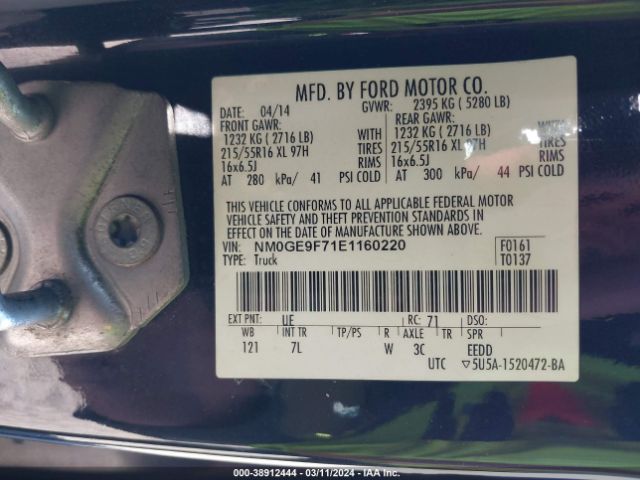 MFD. BY FORD MOTOR CO.
DATE: 04/14 GVWR: 2395 KG ( 5280 LB)
FRONT GAWR: REAR GAWR:
1232 KG ( 2716 LB) WITH 1232 KG ( 2716 LB) WITH
215/55R16 XL 97H TIRES 215/55R16 XL 97H TIRES
16x6.5J RIMS 16x6.5J RIMS
AT 280 kPa/ 41 PSI COLD AT 300 kPa/ 44 PSI COLD
THIS VEHICLE CONFORMS TO ALL APPLICABLE FEDERAL MOTOR
VEHICLE SAFETY AND THEFT PREVENTION STANDARDS IN
EFFECT ON THE DATE OF MANUFACTURE SHOWN ABOVE.
VIN: NM0GE9F71E1160220 F0161
TYPE: Truck T0137
EXT PNT: UE RC: 71 DSO:
WB INT TR TP/PS R AXLE TR SPR
121 7L W 3C EEDD
UTC ▽5U5A-1520472-BA
000-38912444 - 03/11/2024 - IAA Inc.